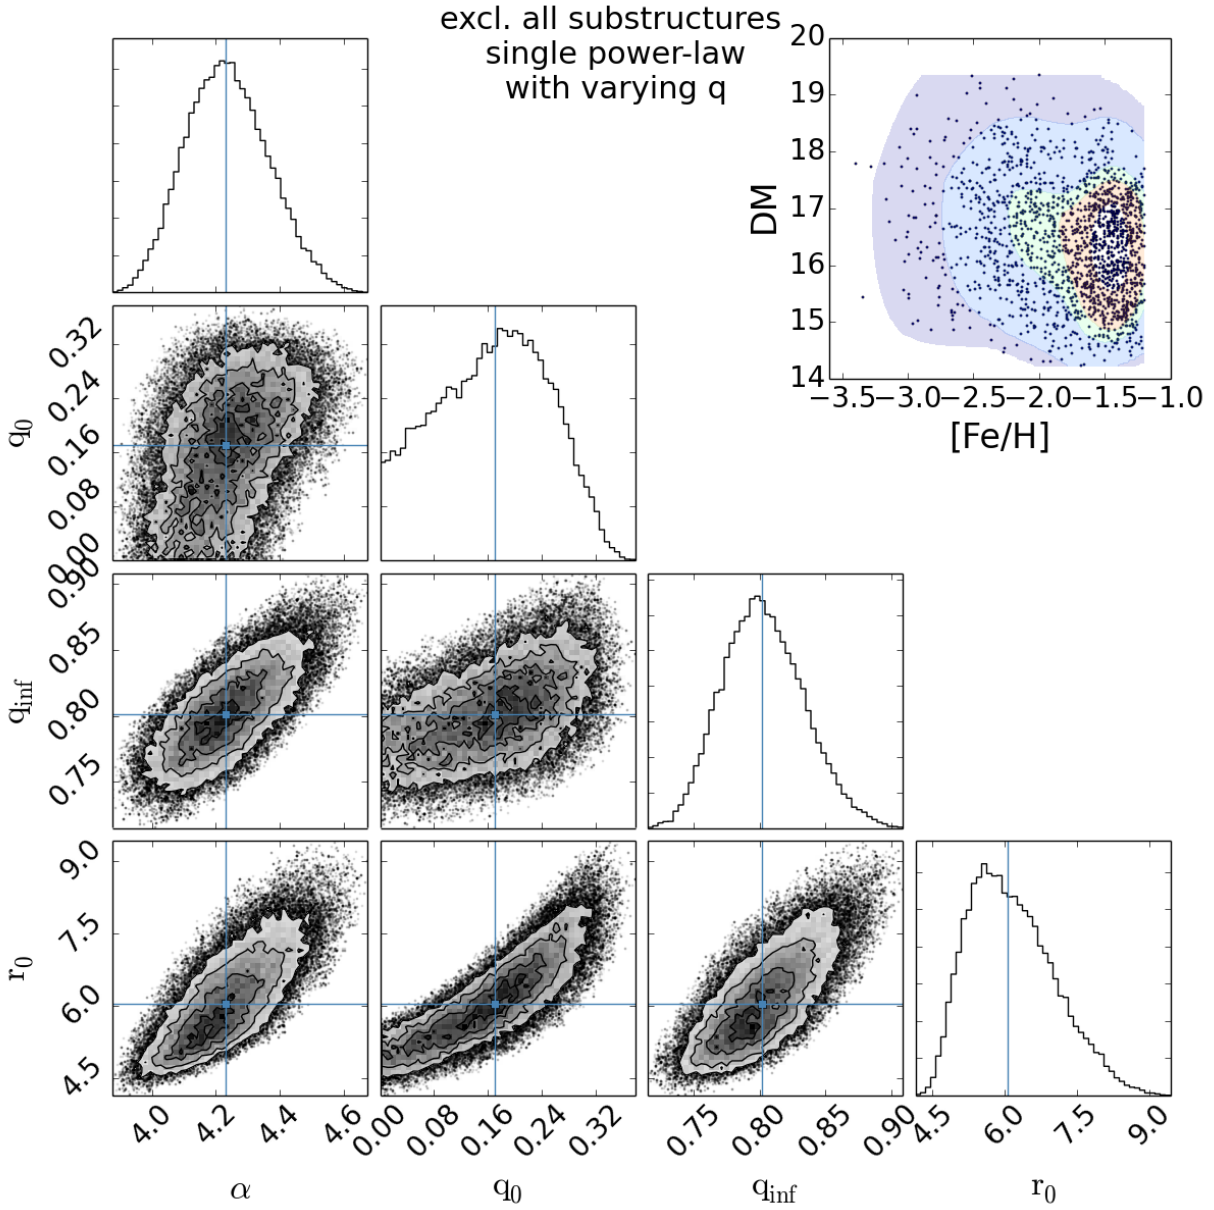 excl. all substructures
single power-law
with varying q
20
19
18
17
16
15
14
DM
−3.5 −3.0 −2.5 −2.0 −1.5 −1.0
[Fe/H]
0.32
0.24
0.16
0.08
0.00
q0
0.90
0.85
0.80
0.75
qinf
9.0
7.5
6.0
4.5
r0
4.0 4.2 4.4 4.6
0.00 0.08 0.16 0.24 0.32
0.75 0.80 0.85 0.90
4.5 6.0 7.5 9.0
α q0 qinf r0